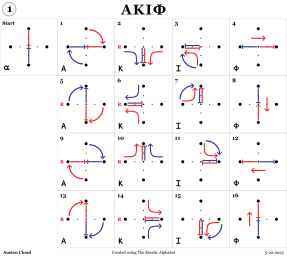 1 AKIΦ
Start 1 2 3 4
R R
α A K I Φ
5 6 7 8
R R
A K I Φ
9 10 11 12
R R
A K I Φ
13 14 15 16
R R
A K I Φ
Austen Cloud Created using The Kinetic Alphabet 5-22-2025